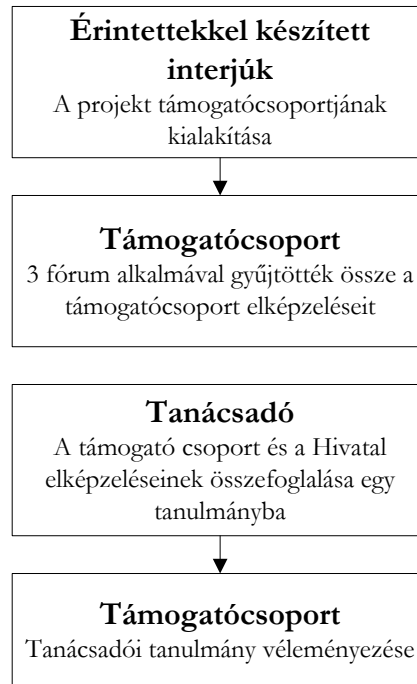 Érintettekkel készített
interjúk
A projekt támogatócsoportjának
kialakítása
Támogatócsoport
3 fórum alkalmával gyűjtötték össze a
támogatócsoport elképzeléseit
Tanácsadó
A támogató csoport és a Hivatal
elképzeléseinek összefoglalása egy
tanulmányba
Támogatócsoport
Tanácsadói tanulmány véleményezése